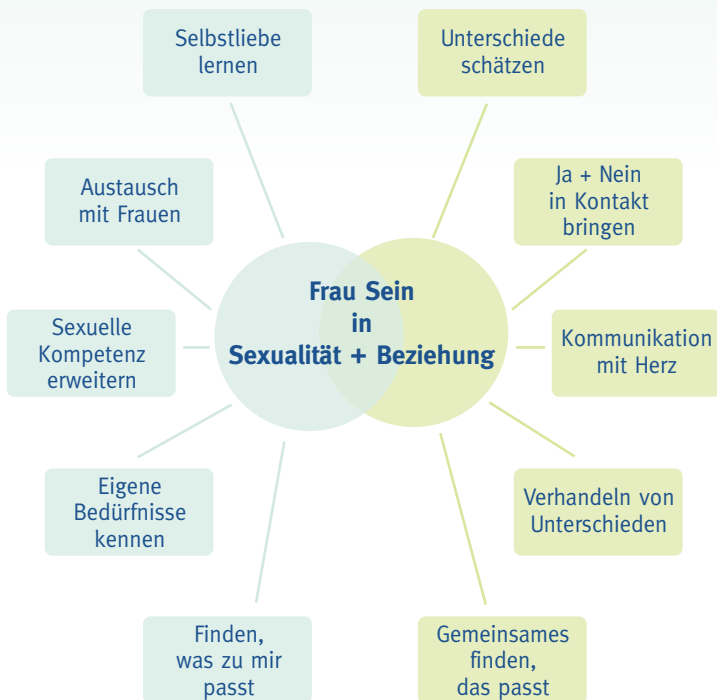 Selbstliebe
lernen
Unterschiede
schätzen
Austausch
mit Frauen
Ja + Nein
in Kontakt
bringen
Frau Sein
in
Sexualität + Beziehung
Sexuelle
Kompetenz
erweitern
Kommunikation
mit Herz
Eigene
Bedürfnisse
kennen
Verhandeln von
Unterschieden
Finden,
was zu mir
passt
Gemeinsames
finden,
das passt